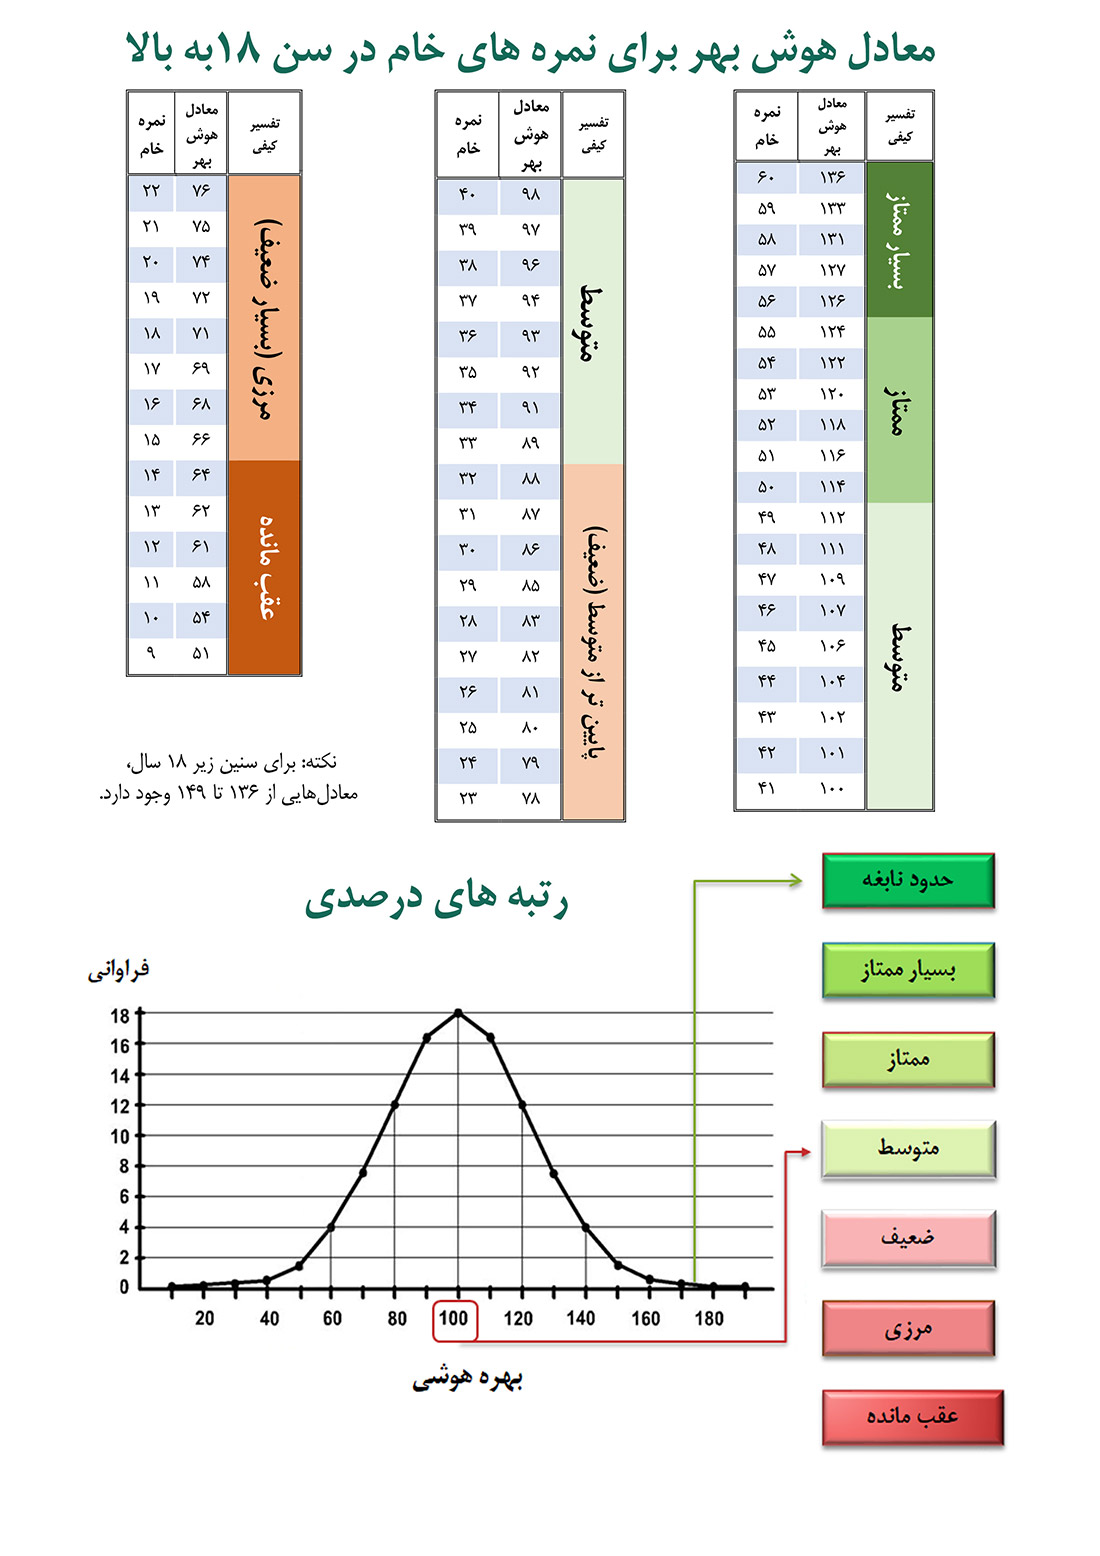 معادل هوش بهر برای نمره های خام در سن ۱۸به بالا
تفسیر کیفی	معادل هوش بهر	نمره خام
بسیار ممتاز
۱۳۶	۶۰
۱۳۳	۵۹
۱۳۱	۵۸
۱۲۷	۵۷
۱۲۶	۵۶
ممتاز
۱۲۴	۵۵
۱۲۲	۵۴
۱۲۰	۵۳
۱۱۸	۵۲
۱۱۶	۵۱
۱۱۴	۵۰
متوسط
۱۱۲	۴۹
۱۱۱	۴۸
۱۰۹	۴۷
۱۰۷	۴۶
۱۰۶	۴۵
۱۰۴	۴۴
۱۰۲	۴۳
۱۰۱	۴۲
۱۰۰	۴۱
تفسیر کیفی	معادل هوش بهر	نمره خام
متوسط
۹۸	۴۰
۹۷	۳۹
۹۶	۳۸
۹۴	۳۷
۹۳	۳۶
۹۲	۳۵
۹۱	۳۴
۸۹	۳۳
پایین تر از متوسط (ضعیف)
۸۸	۳۲
۸۷	۳۱
۸۶	۳۰
۸۵	۲۹
۸۳	۲۸
۸۲	۲۷
۸۱	۲۶
۸۰	۲۵
۷۹	۲۴
۷۸	۲۳
تفسیر کیفی	معادل هوش بهر	نمره خام
مرزی (بسیار ضعیف)
۷۶	۲۲
۷۵	۲۱
۷۴	۲۰
۷۲	۱۹
۷۱	۱۸
۶۹	۱۷
۶۸	۱۶
۶۶	۱۵
عقب مانده
۶۴	۱۴
۶۲	۱۳
۶۱	۱۲
۵۸	۱۱
۵۴	۱۰
۵۱	۹
نکته: برای سنین زیر ۱۸ سال،
معادل‌هایی از ۱۳۶ تا ۱۴۹ وجود دارد.
رتبه های درصدی
فراوانی
18
16
14
12
10
8
6
4
2
0
20 40 60 80 100 120 140 160 180
بهره هوشی
حدود نابغه
بسیار ممتاز
ممتاز
متوسط
ضعیف
مرزی
عقب مانده